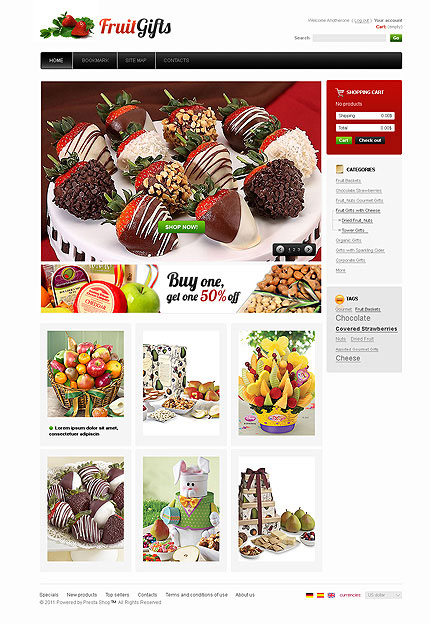 FruitGifts
Welcome Anotherone ( Log out ) Your account
Cart: (empty)
Search:
Go
HOME
BOOKMARK
SITE MAP
CONTACTS
SHOP NOW!
1 2 3
Buy one,
get one 50% off
CHEDDAR
Lorem ipsum dolor sit amet,
consectetuer adipiscin
SHOPPING CART
No products
Shipping 0.00$
Total 0.00$
Cart
Check out
CATEGORIES
Fruit Baskets
Chocolate Strawberries
Fruit, Nuts Gourmet Gifts
Fruit Gifts with Cheese
Dried Fruit, Nuts
Tower Gifts
Organic Gifts
Gifts with Sparkling Cider
Corporate Gifts
More
TAGS
Gourmet Fruit Baskets
Chocolate
Covered Strawberries
Nuts Dried Fruit
Assorted Gourmet Gifts
Cheese
Specials New products Top sellers Contacts Terms and conditions of use About us
© 2011 Powered by Presta Shop™. All Rights Reserved
currencies:
US dollar